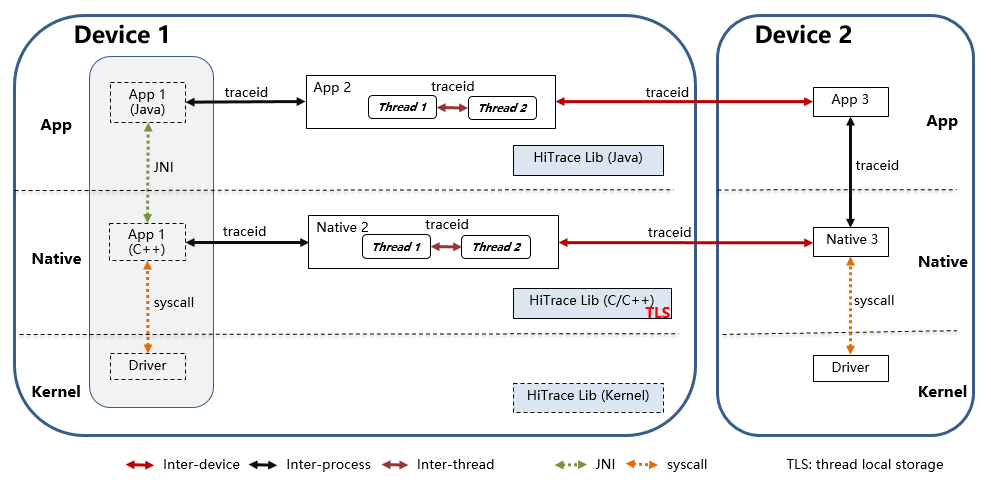 Device 1
Device 2
App 1
(Java)
traceid
App 2
traceid
Thread 1
Thread 2
traceid
App 3
App
App
HiTrace Lib (Java)
JNI
traceid
App 1
(C++)
traceid
Native 2
traceid
Thread 1
Thread 2
traceid
Native 3
Native
Native
syscall
HiTrace Lib (C/C++)
TLS
syscall
Driver
Driver
Kernel
HiTrace Lib (Kernel)
Kernel
Inter-device
Inter-process
Inter-thread
JNI
syscall
TLS: thread local storage